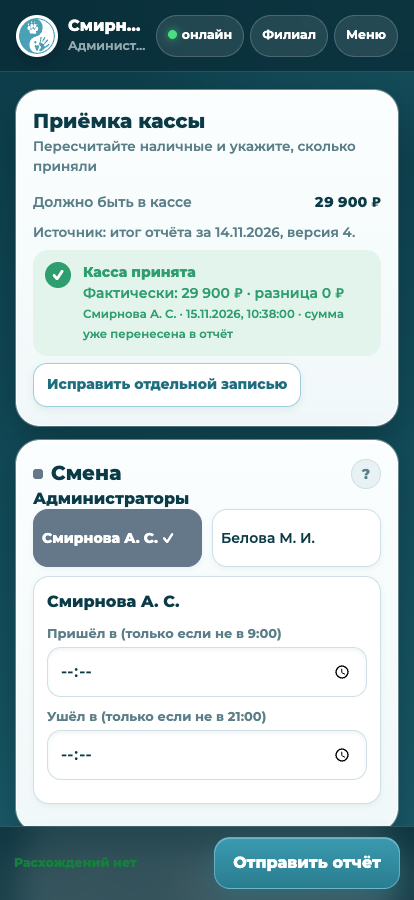 Смирн...
Админист...
онлайн
Филиал
Меню
Приёмка кассы
Пересчитайте наличные и укажите, сколько
приняли
Должно быть в кассе
29 900 ₽
Источник: итог отчёта за 14.11.2026, версия 4.
Касса принята
Фактически: 29 900 ₽ · разница 0 ₽
Смирнова А. С. · 15.11.2026, 10:38:00 · сумма
уже перенесена в отчёт
Исправить отдельной записью
Смена
?
Администраторы
Смирнова А. С. ✓
Белова М. И.
Смирнова А. С.
Пришёл в (только если не в 9:00)
--:--
Ушёл в (только если не в 21:00)
--:--
Расхождений нет
Отправить отчёт